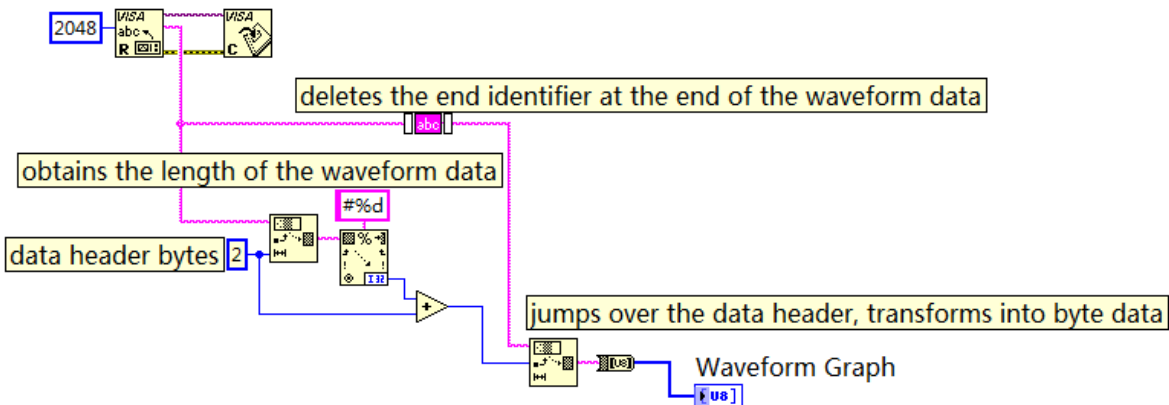 VISA
abc
R
VISA
C
2048
deletes the end identifier at the end of the waveform data
abc
obtains the length of the waveform data
#%d
%
data header bytes
2
I32
+
jumps over the data header, transforms into byte data
[U8]
Waveform Graph
U8]